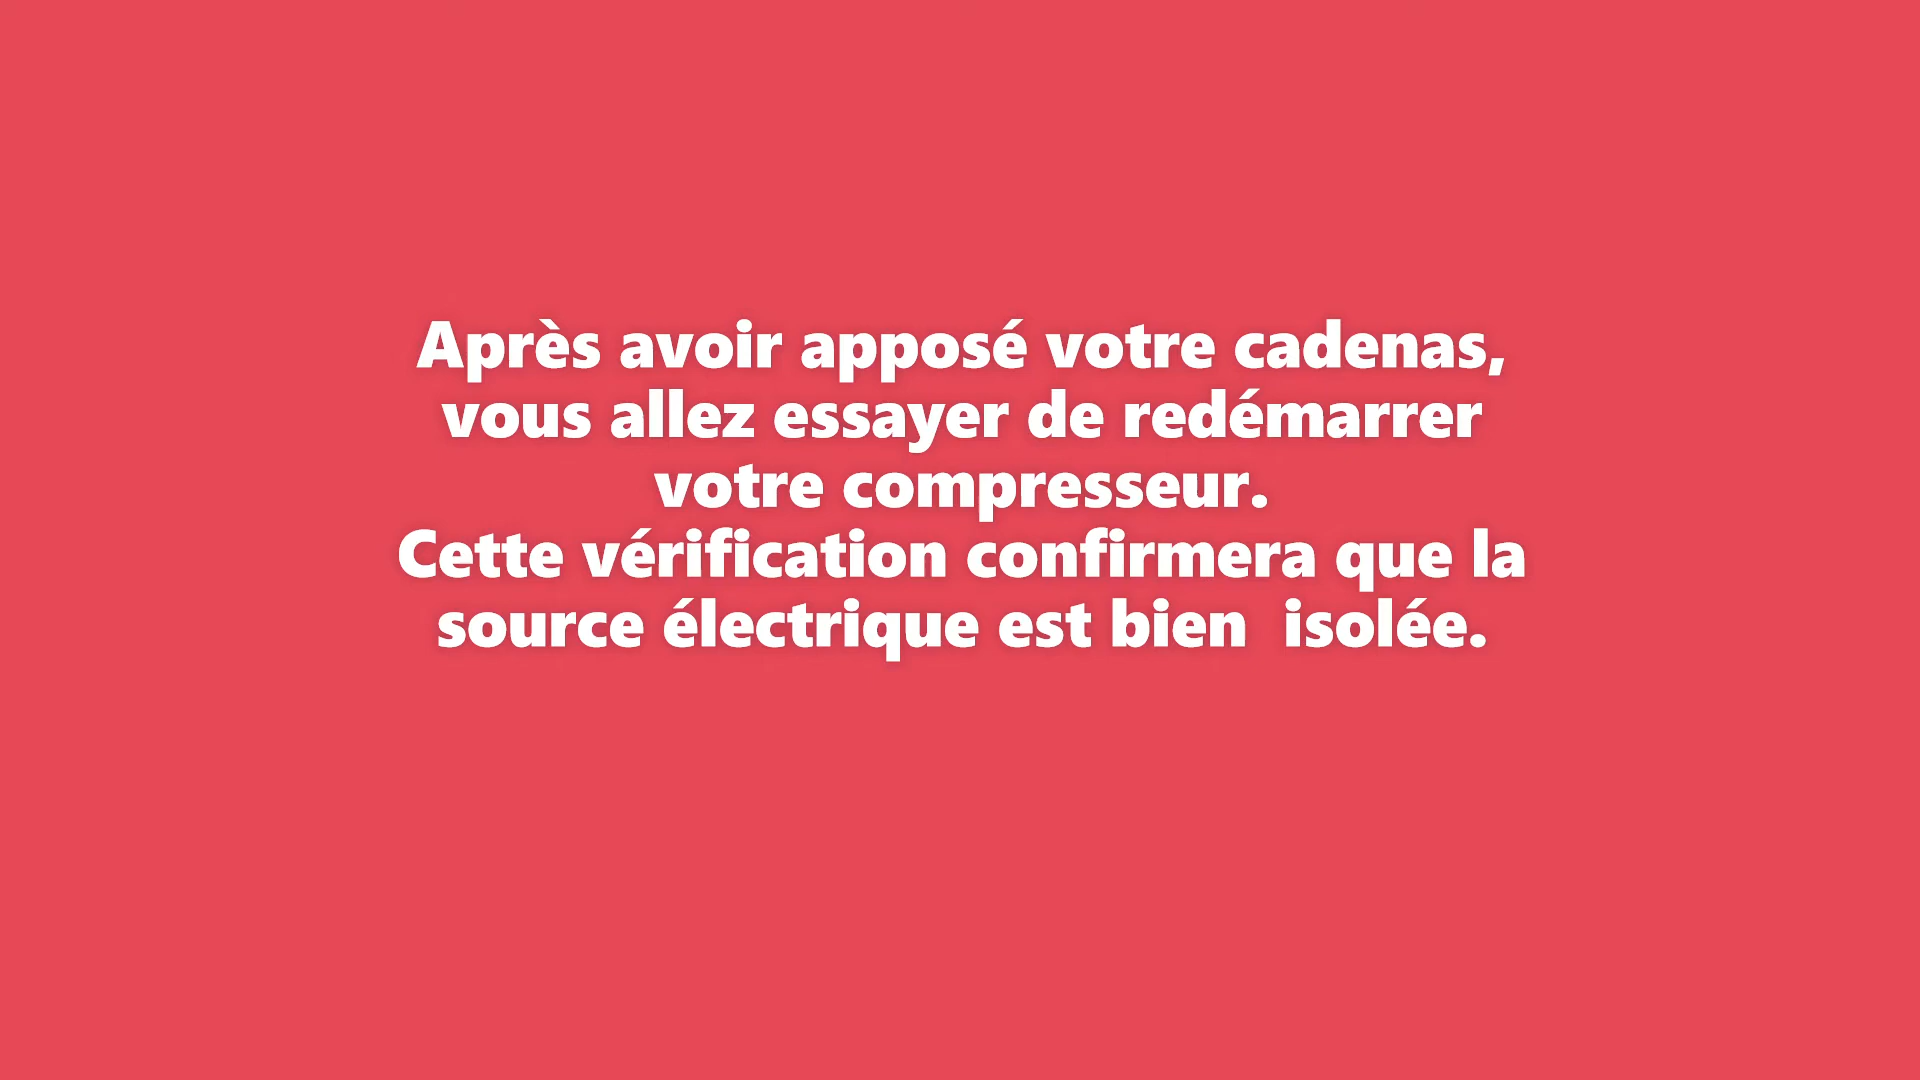 Après avoir apposé votre cadenas,
vous allez essayer de redémarrer
votre compresseur.
Cette vérification confirmera que la
source électrique est bien  isolée.